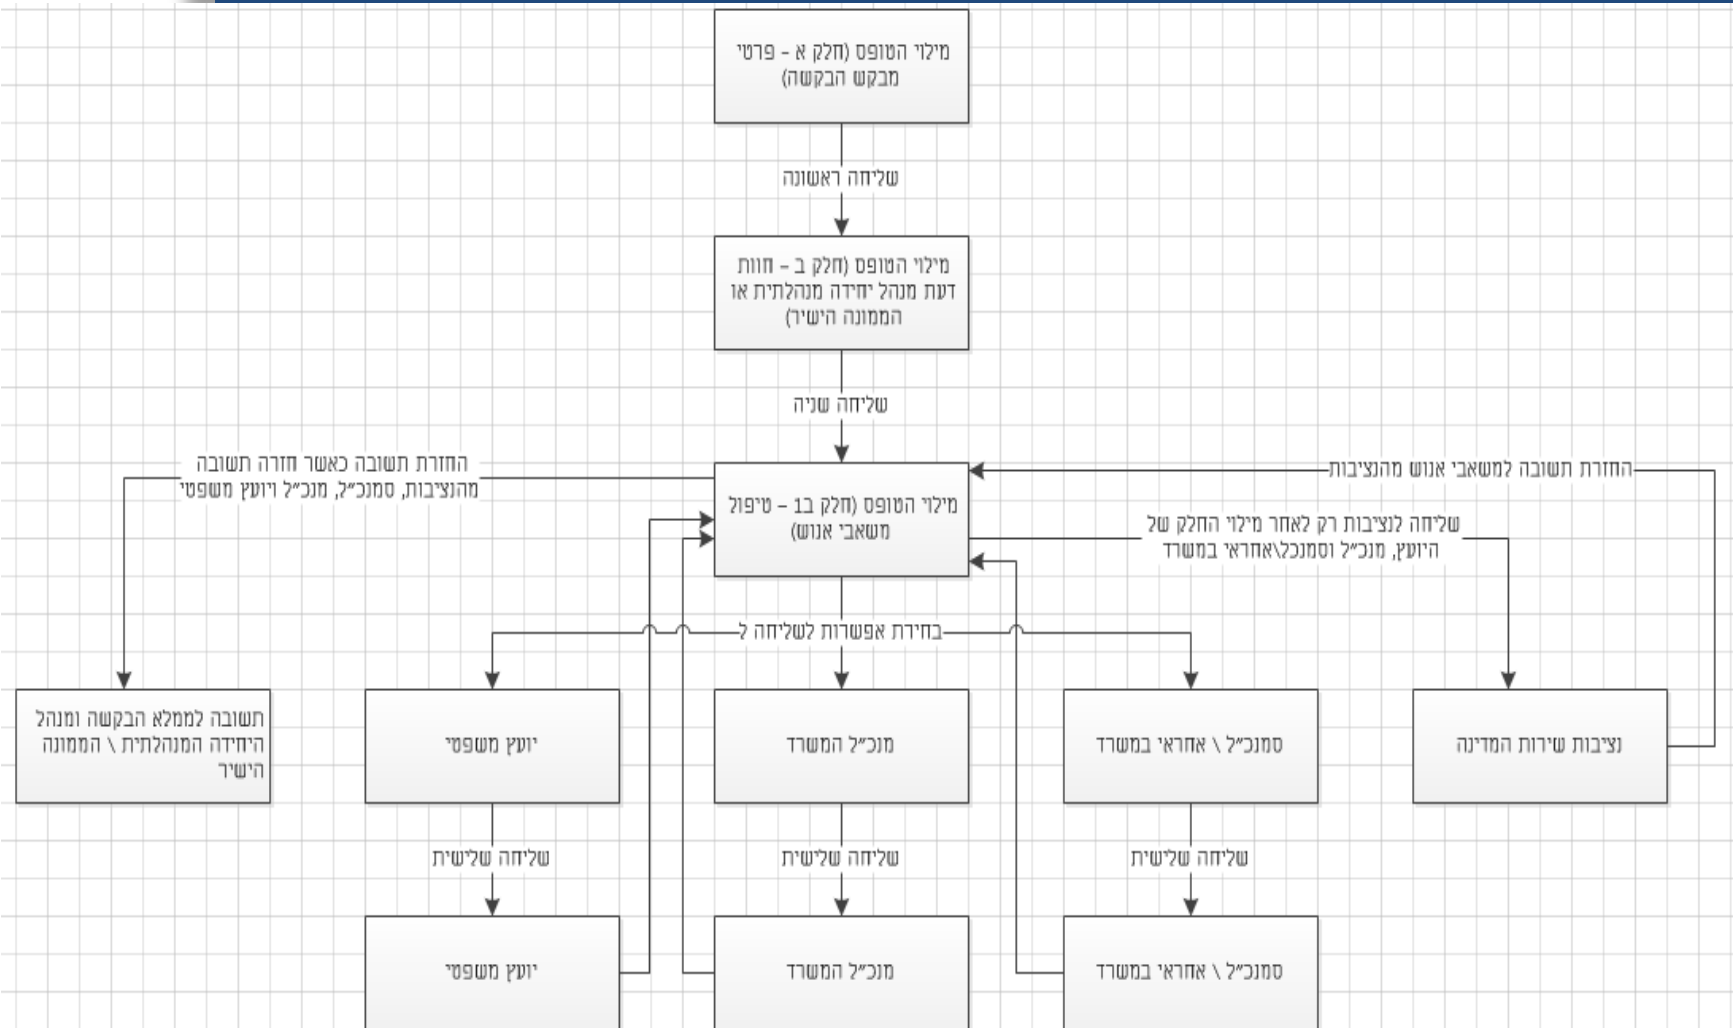 מילוי הטופס (חלק א – פרטי
מבקש הבקשה)
שליחה ראשונה
מילוי הטופס (חלק ב – חוות
דעת מנהל יחידה מנהלתית או
הממונה הישיר)
שליחה שניה
החזרת תשובה למשאבי אנוש מהנציבות
מילוי הטופס (חלק ב1 – טיפול
משאבי אנוש)
החזרת תשובה כאשר חזרה תשובה
מהנציבות, סמנכ״ל, מנכ״ל ויועץ משפטי
שליחה לנציבות רק לאחר מילוי החלק של
היועץ, מנכ״ל וסמנכל\אחראי במשרד
בחירת אפשרות לשליחה ל
נציבות שירות המדינה
סמנכ״ל \ אחראי במשרד
מנכ״ל המשרד
יועץ משפטי
תשובה לממלא הבקשה ומנהל
היחידה המנהלתית \ הממונה
הישיר
שליחה שלישית
שליחה שלישית
שליחה שלישית
סמנכ״ל \ אחראי במשרד
מנכ״ל המשרד
יועץ משפטי